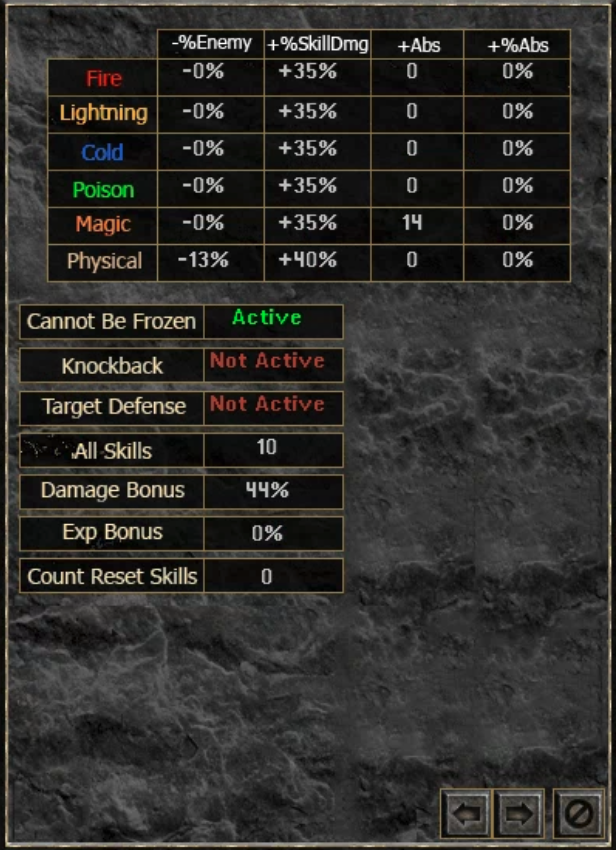 -%Enemy +%SkillDmg +Abs +%Abs
Fire -0% +35% 0 0%
Lightning -0% +35% 0 0%
Cold -0% +35% 0 0%
Poison -0% +35% 0 0%
Magic -0% +35% 14 0%
Physical -13% +40% 0 0%
Cannot Be Frozen Active
Knockback Not Active
Target Defense Not Active
All Skills 10
Damage Bonus 44%
Exp Bonus 0%
Count Reset Skills 0